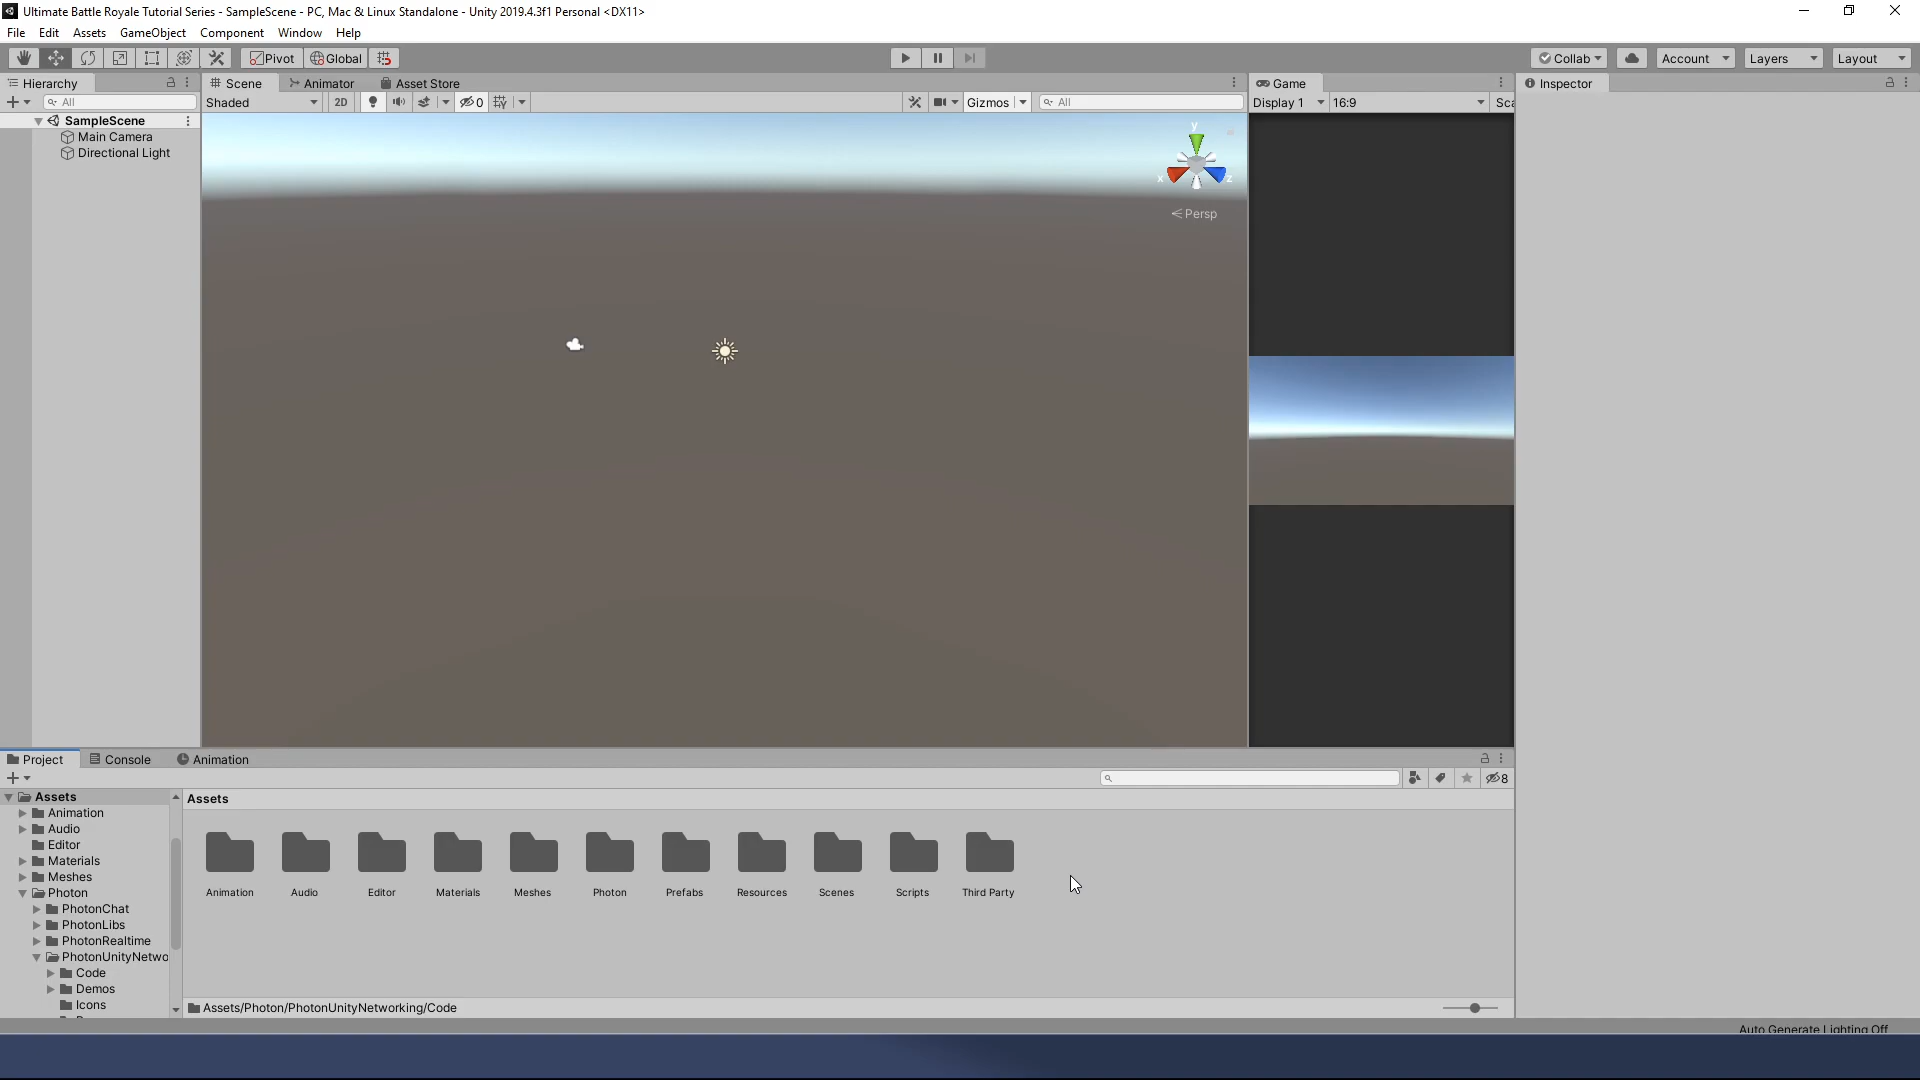 Ultimate Battle Royale Tutorial Series - SampleScene - PC, Mac & Linux Standalone - Unity 2019.4.3f1 Personal <DX11>
File Edit Assets GameObject Component Window Help
Pivot Global Collab Account Layers Layout
Hierarchy Scene Animator Asset Store Game Inspector
All Shaded 2D 0 Gizmos All Display 1 16:9 Sca
SampleScene
Main Camera
Directional Light
y
x z
Persp
Project Console Animation
8
Assets
Animation
Audio
Editor
Materials
Meshes
Photon
PhotonChat
PhotonLibs
PhotonRealtime
PhotonUnityNetwo
Code
Demos
Icons
Assets
Animation Audio Editor Materials Meshes Photon Prefabs Resources Scenes Scripts Third Party
Assets/Photon/PhotonUnityNetworking/Code
Auto Generate Lighting Off